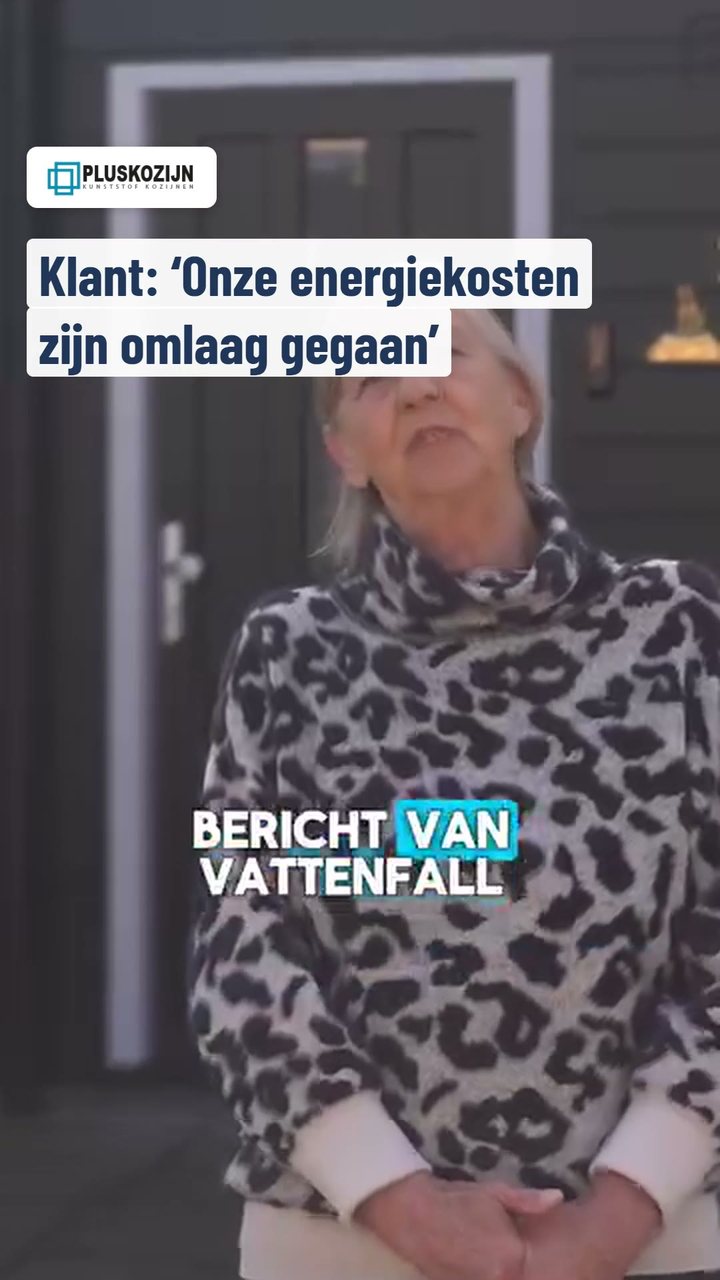 PLUSKOZIJN
KUNSTSTOF KOZIJNEN
Klant: ‘Onze energiekosten
zijn omlaag gegaan’
BERICHT VAN
VATTENFALL